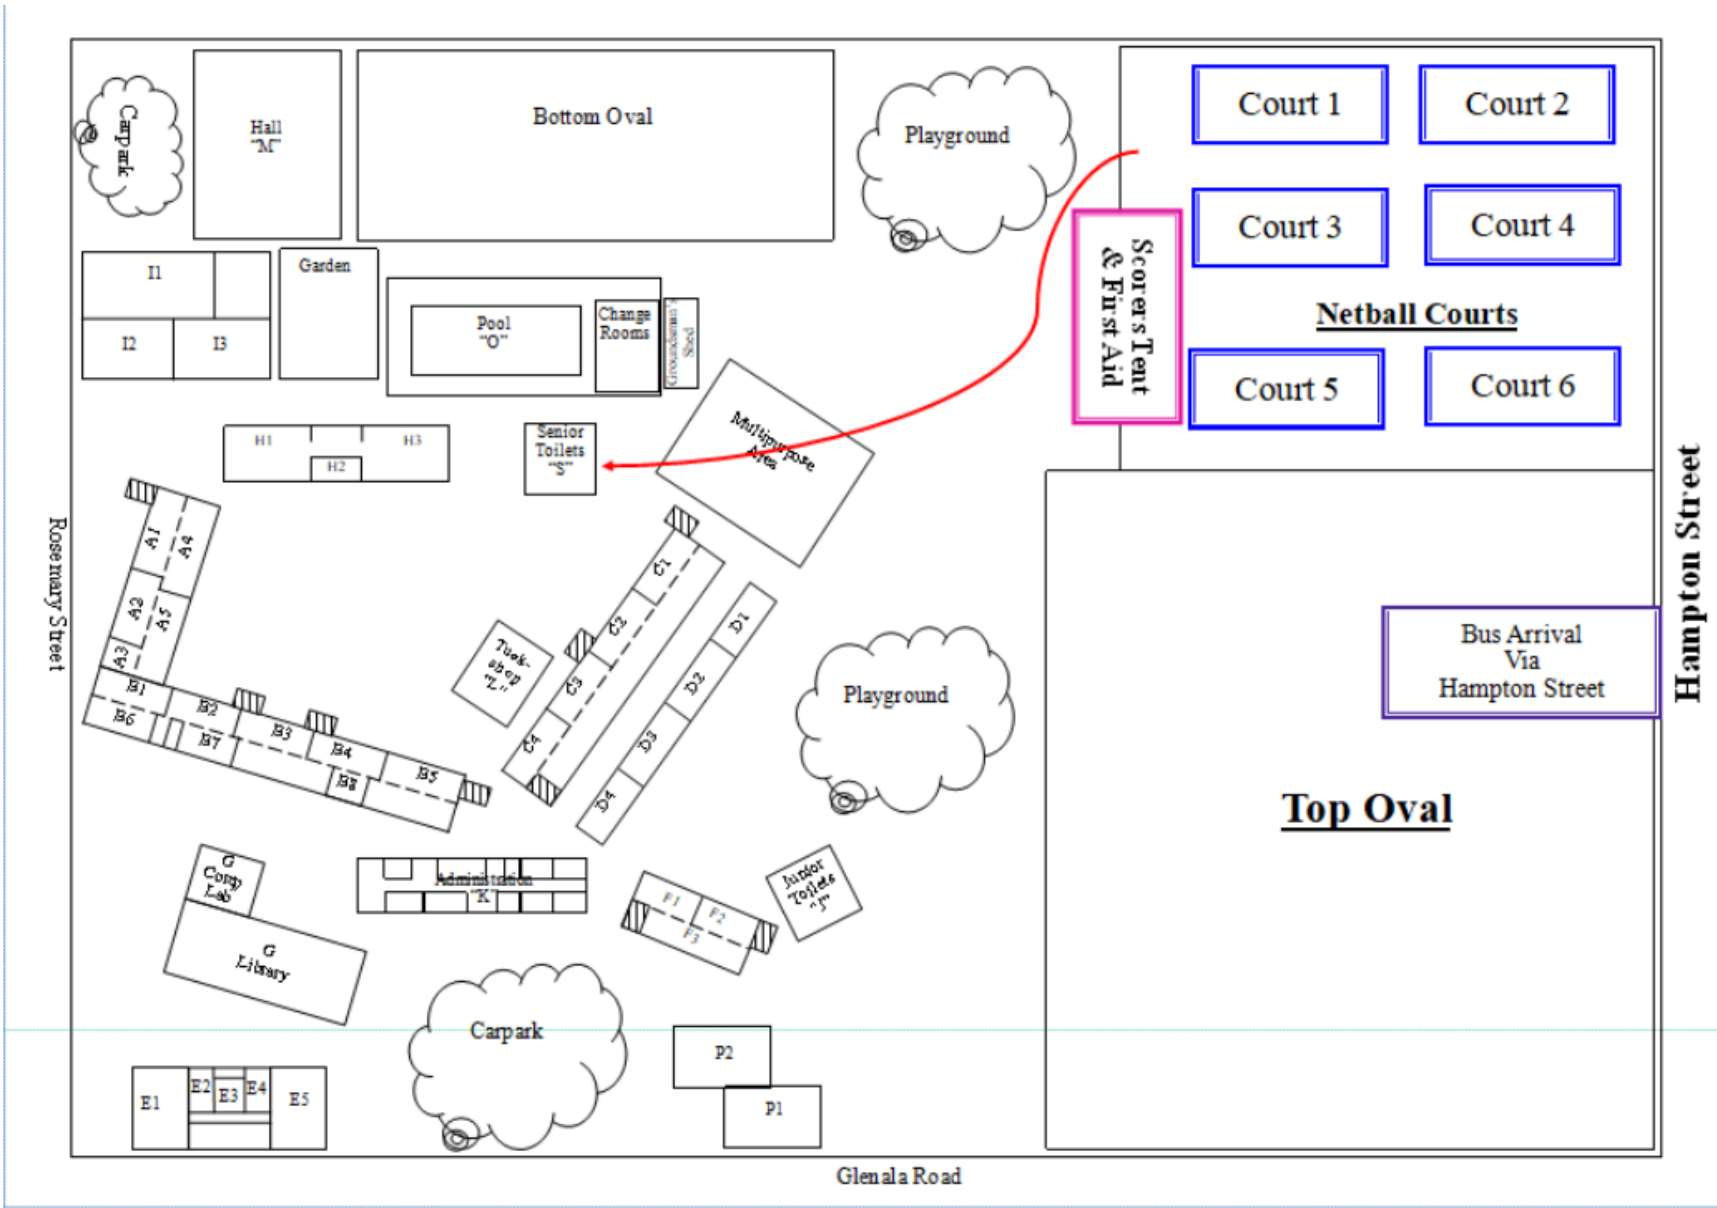 Carpark
Hall
"M"
Bottom Oval
Playground
Court 1
Court 2
Court 3
Court 4
Scorers Tent
& First Aid
Netball Courts
Court 5
Court 6
I1
I2
I3
Garden
Pool
"O"
Change
Rooms
Shed
Multipurpose
Area
H1
H2
H3
Senior
Toilets
"S"
Rosemary Street
A1
A4
A2
A5
A3
B1
B6
B2
B7
B3
B4
B8
B5
Tuck-
shop
"L"
C1
C2
C3
C4
D1
D2
D3
D4
Playground
Bus Arrival
Via
Hampton Street
Hampton Street
Top Oval
G
Comp
Lab
G
Library
Administration
"K"
F1
F2
F3
Junior
Toilets
"J"
Carpark
P2
P1
E1
E2
E3
E4
E5
Glenala Road